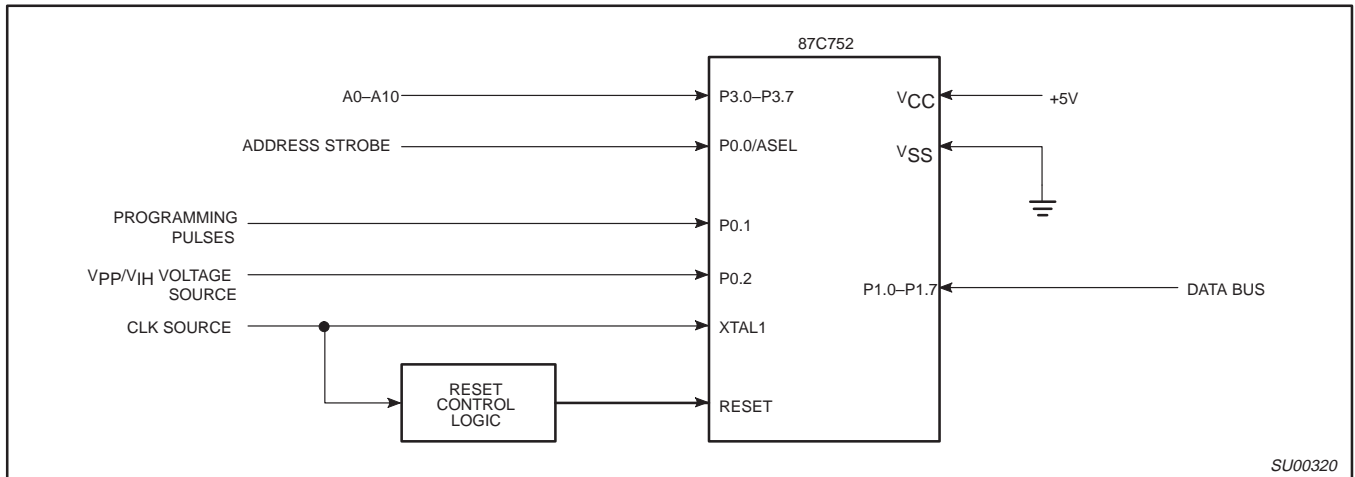 87C752
A0–A10
P3.0–P3.7
VCC
+5V
ADDRESS STROBE
P0.0/ASEL
VSS
PROGRAMMING
PULSES
P0.1
VPP/VIH VOLTAGE
SOURCE
P0.2
P1.0–P1.7
DATA BUS
CLK SOURCE
XTAL1
RESET
CONTROL
LOGIC
RESET
SU00320